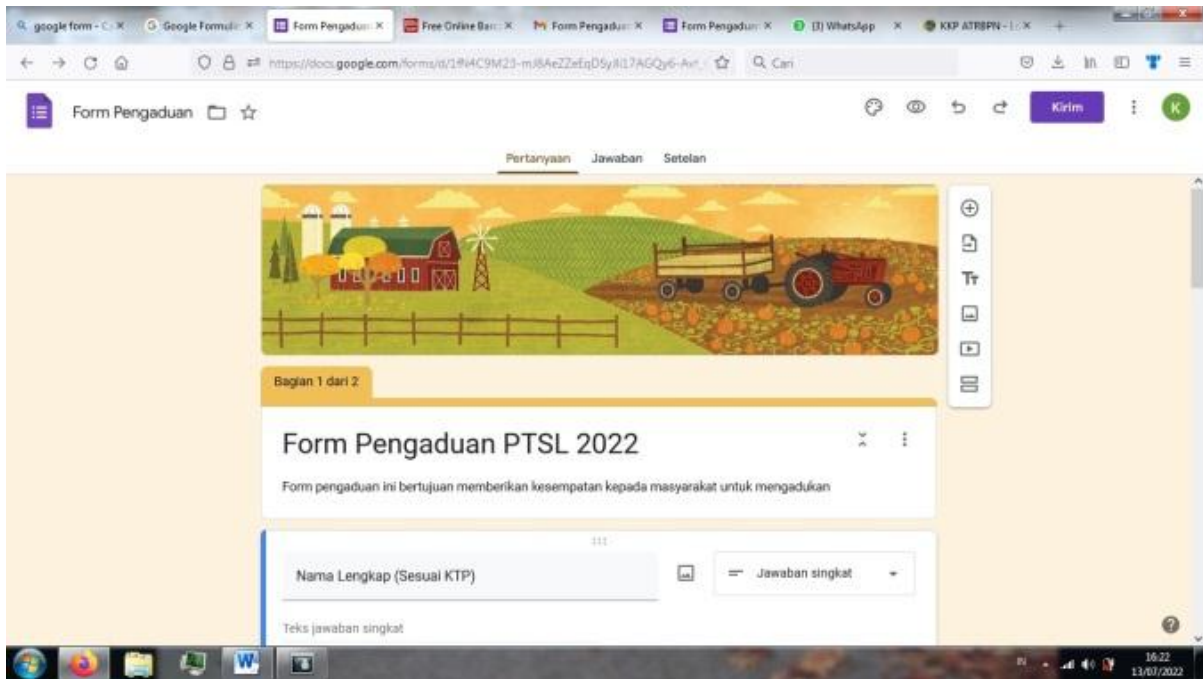 google form - C
Google Formulir
Form Pengaduan
Free Online Bar
Form Pengaduan
Form Pengaduan
(3) WhatsApp
KKP ATRBPN - L
Cari
Form Pengaduan
Kirim
K
Pertanyaan Jawaban Setelan
Bagian 1 dari 2
Form Pengaduan PTSL 2022
Form pengaduan ini bertujuan memberikan kesempatan kepada masyarakat untuk mengadukan
Nama Lengkap (Sesuai KTP)
Jawaban singkat
Teks jawaban singkat
IN
16:22
13/07/2022